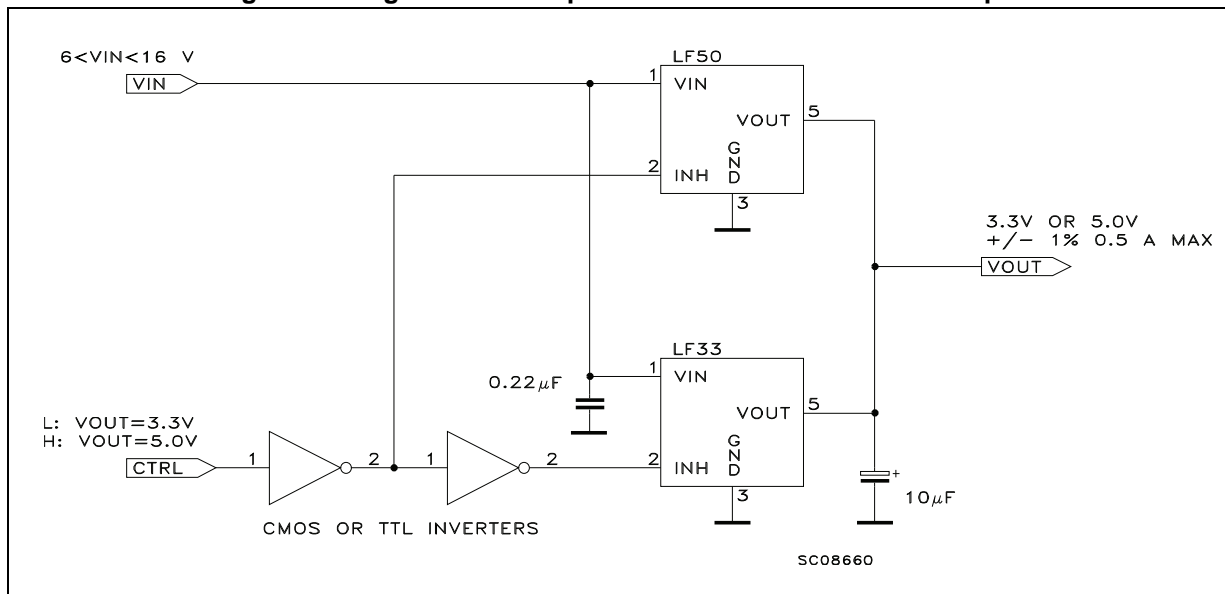 6<VIN<16 V
VIN
LF50
1
VIN
VOUT
5
2
INH
GND
3
3.3V OR 5.0V
+/- 1% 0.5 A MAX
VOUT
LF33
1
VIN
0.22µF
VOUT
5
L: VOUT=3.3V
H: VOUT=5.0V
CTRL
1
2
1
2
2
INH
GND
3
+
10µF
CMOS OR TTL INVERTERS
SC08660